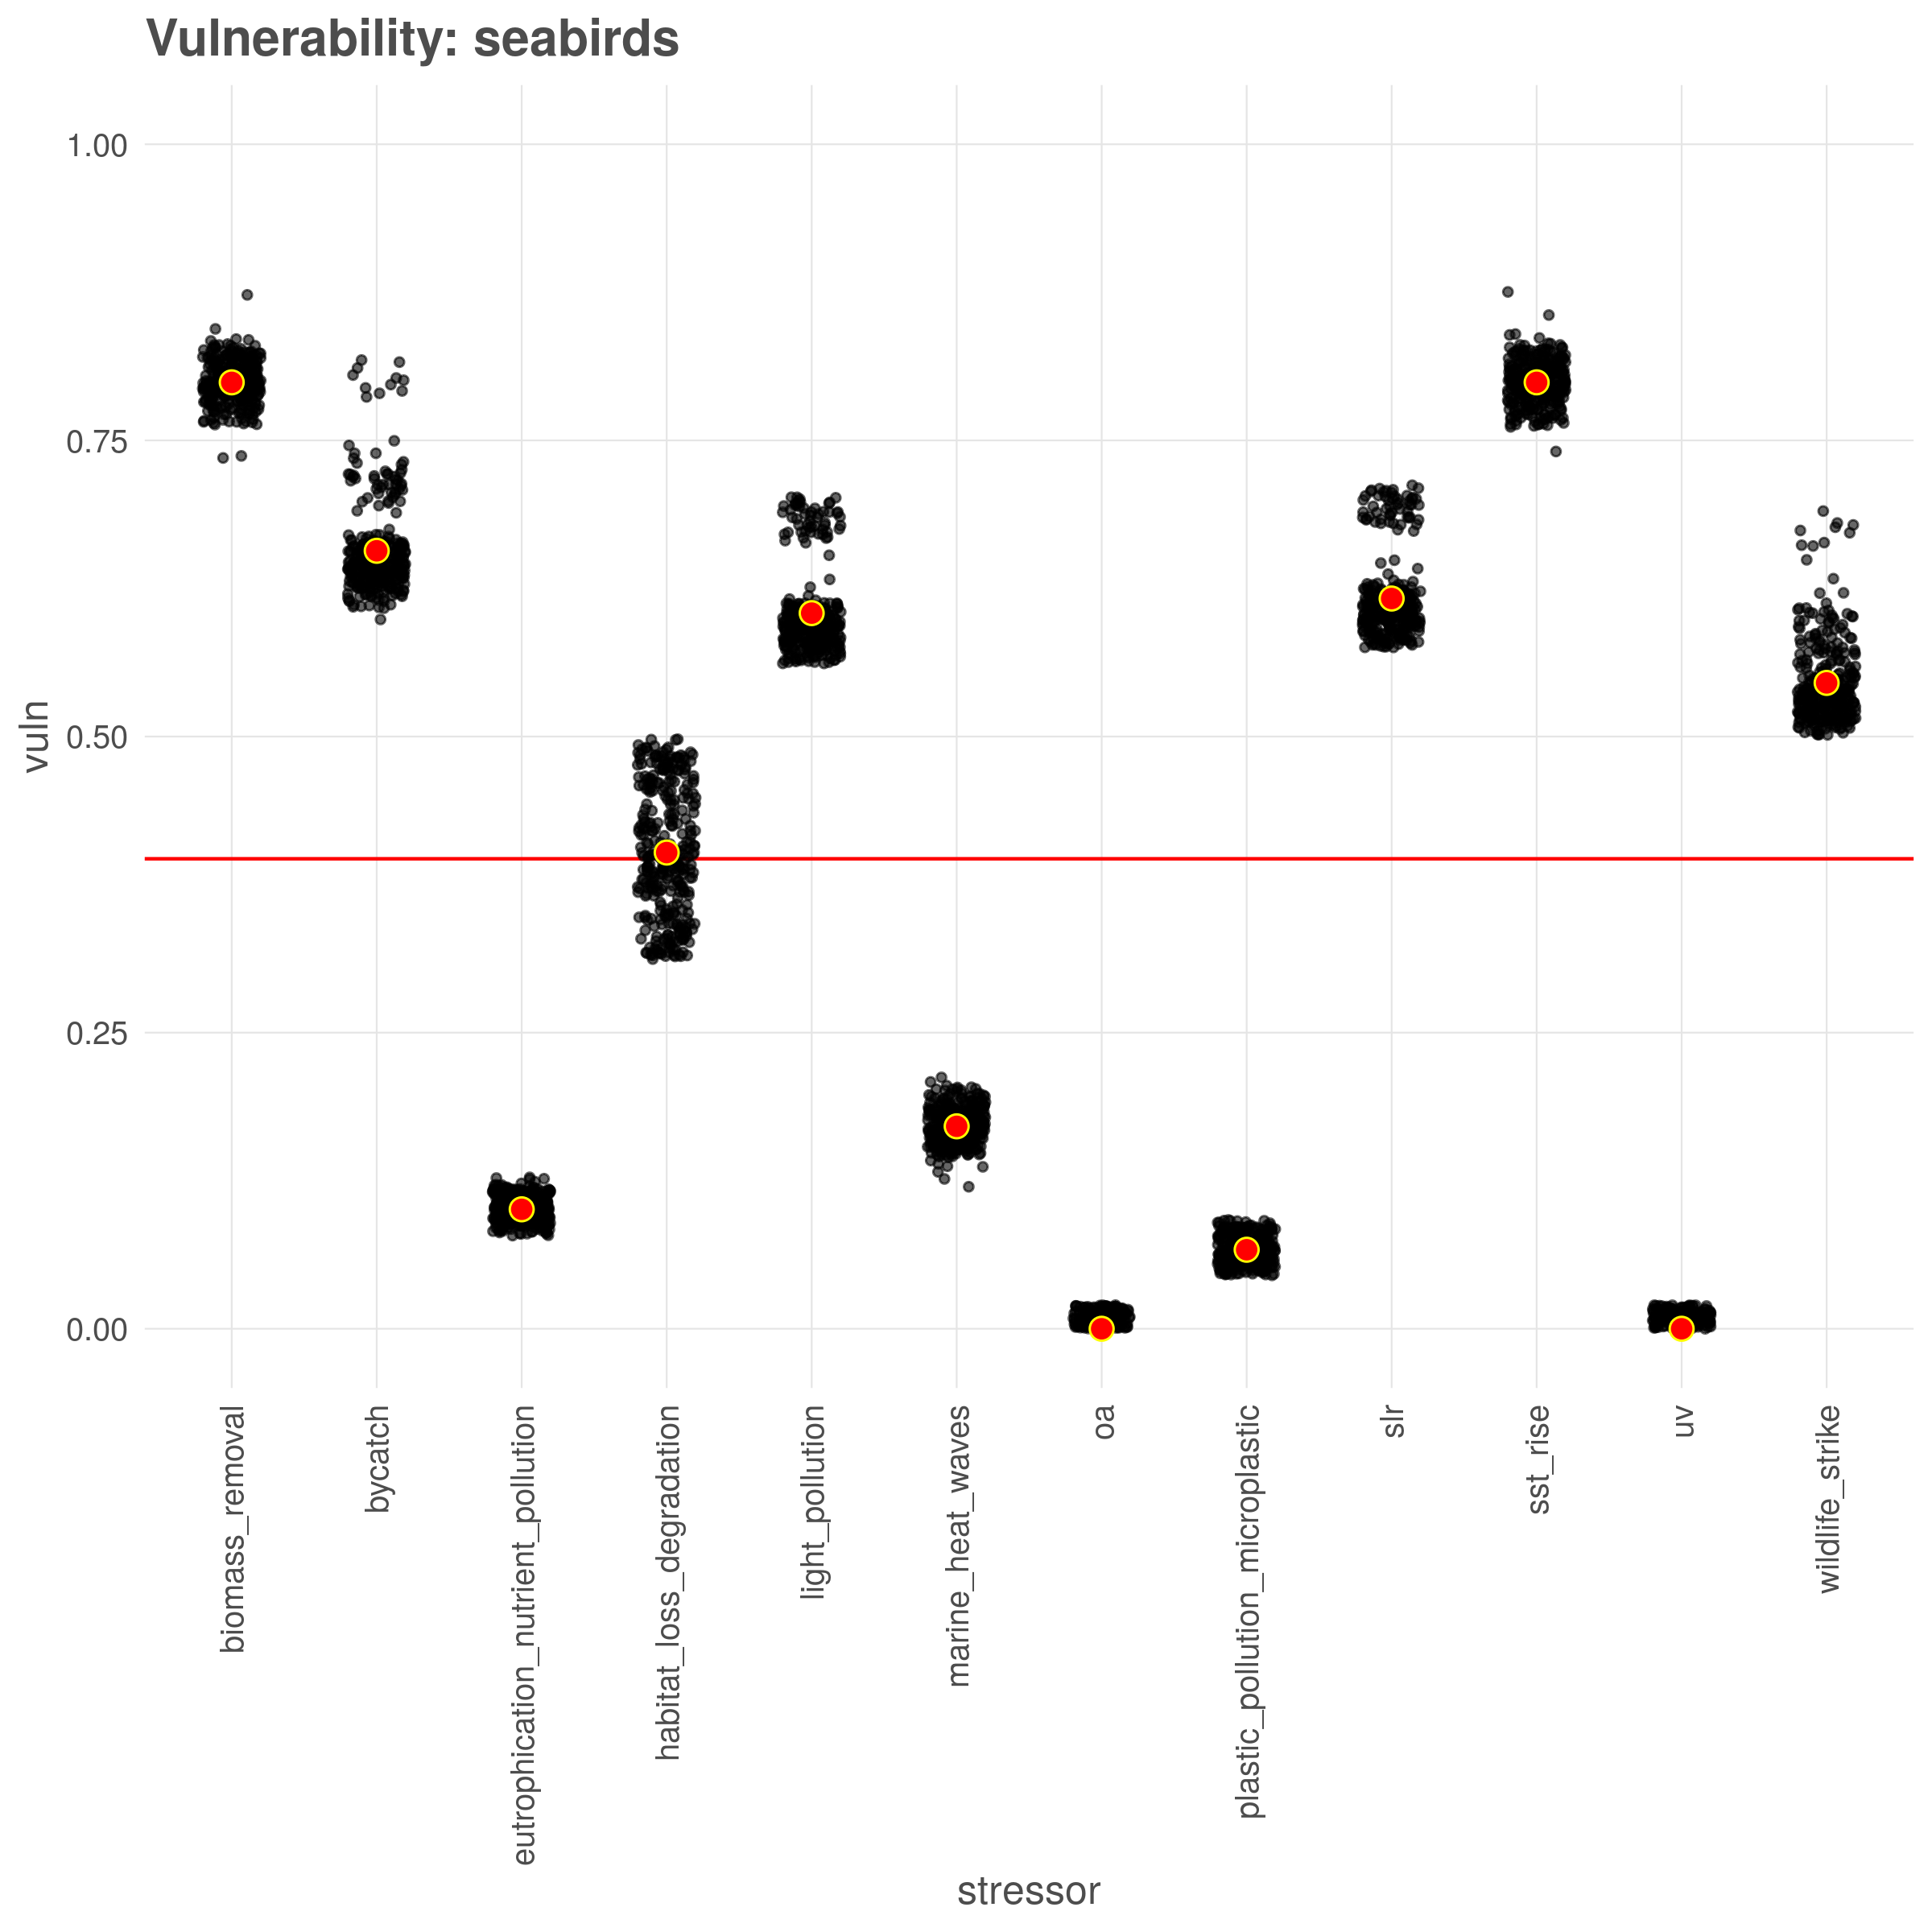 Vulnerability: seabirds
vuln
1.00
0.75
0.50
0.25
0.00
biomass_removal
bycatch
eutrophication_nutrient_pollution
habitat_loss_degradation
light_pollution
marine_heat_waves
oa
plastic_pollution_microplastic
slr
sst_rise
uv
wildlife_strike
stressor